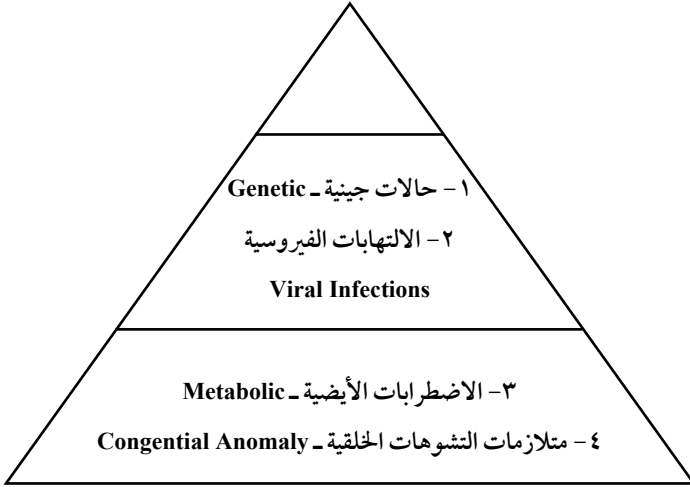 ١- حالات جينية ـ Genetic
٢- الالتهابات الفيروسية
Viral Infections
٣- الاضطرابات الأيضية ـ Metabolic
٤- متلازمات التشوهات الخلقية ـ Congential Anomaly